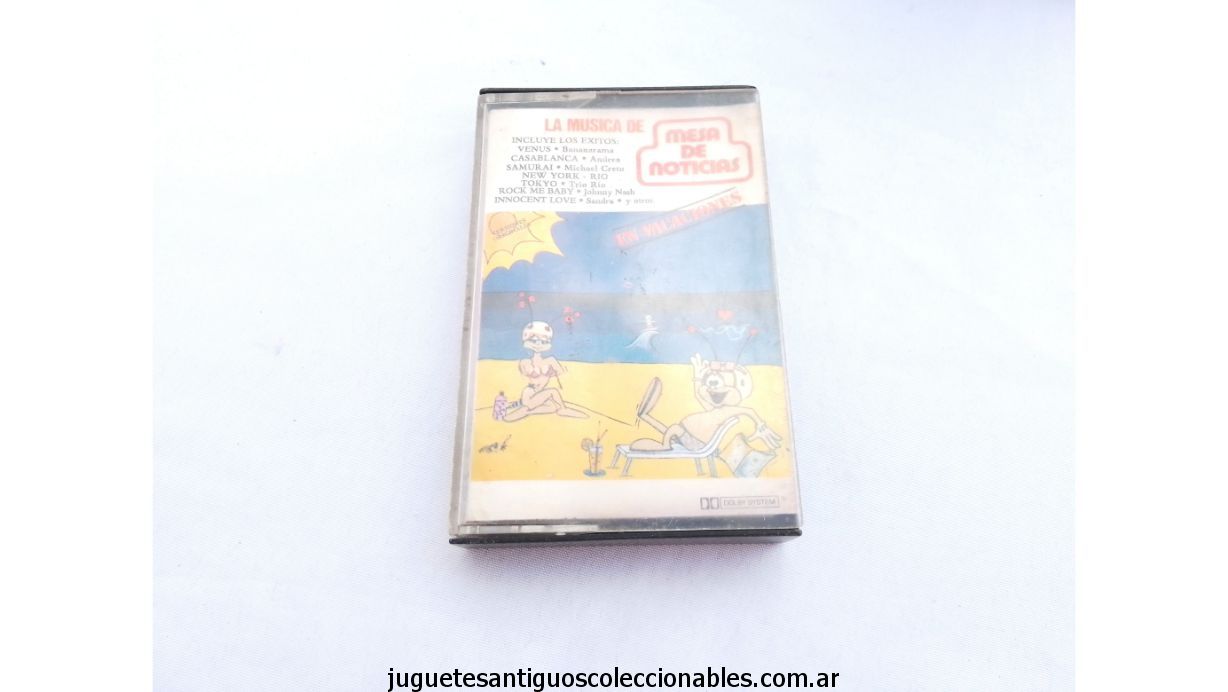 LA MUSICA DE
MESA
DE
NOTICIAS
INCLUYE LOS EXITOS:
VENUS * Bananarama
CASABLANCA * Andrea
SAMURAI * Michael Cretu
NEW YORK - RIO
TOKYO * Trio Rio
ROCK ME BABY * Johnny Nash
INNOCENT LOVE * Sandra * y otros
EN VACACIONES
VERSIONES
ORIGINALES
DOLBY SYSTEM
juguetesantiguoscoleccionables.com.ar